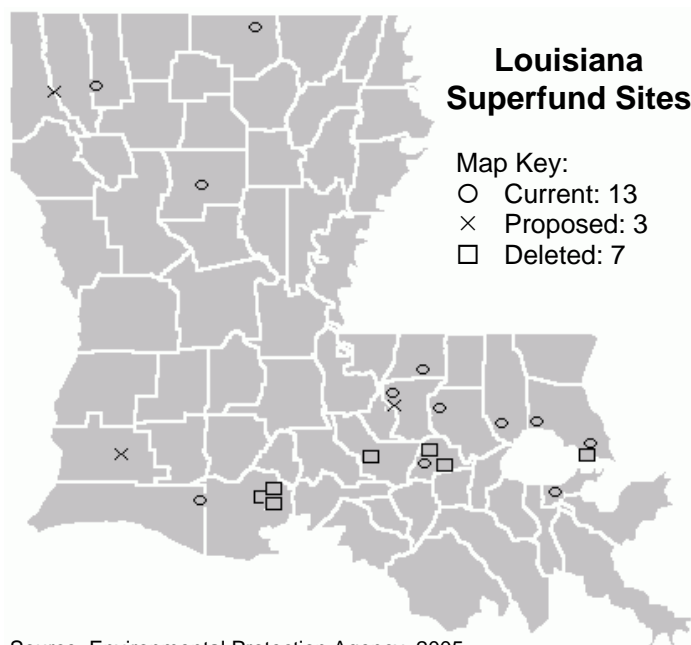 Louisiana
Superfund Sites
Map Key:
Current: 13
Proposed: 3
Deleted: 7
Source: Environmental Protection Agency, 2005